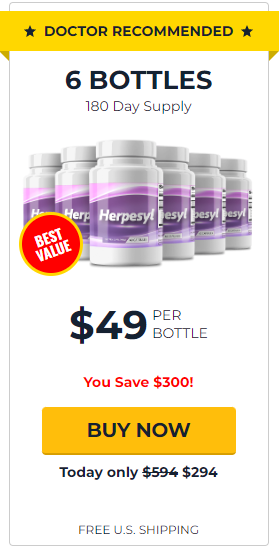 ★ DOCTOR RECOMMENDED ★
6 BOTTLES
180 Day Supply
Herpesyl
Herpesyl
BEST
VALUE
$49 PER
BOTTLE
You Save $300!
BUY NOW
Today only $594 $294
FREE U.S. SHIPPING